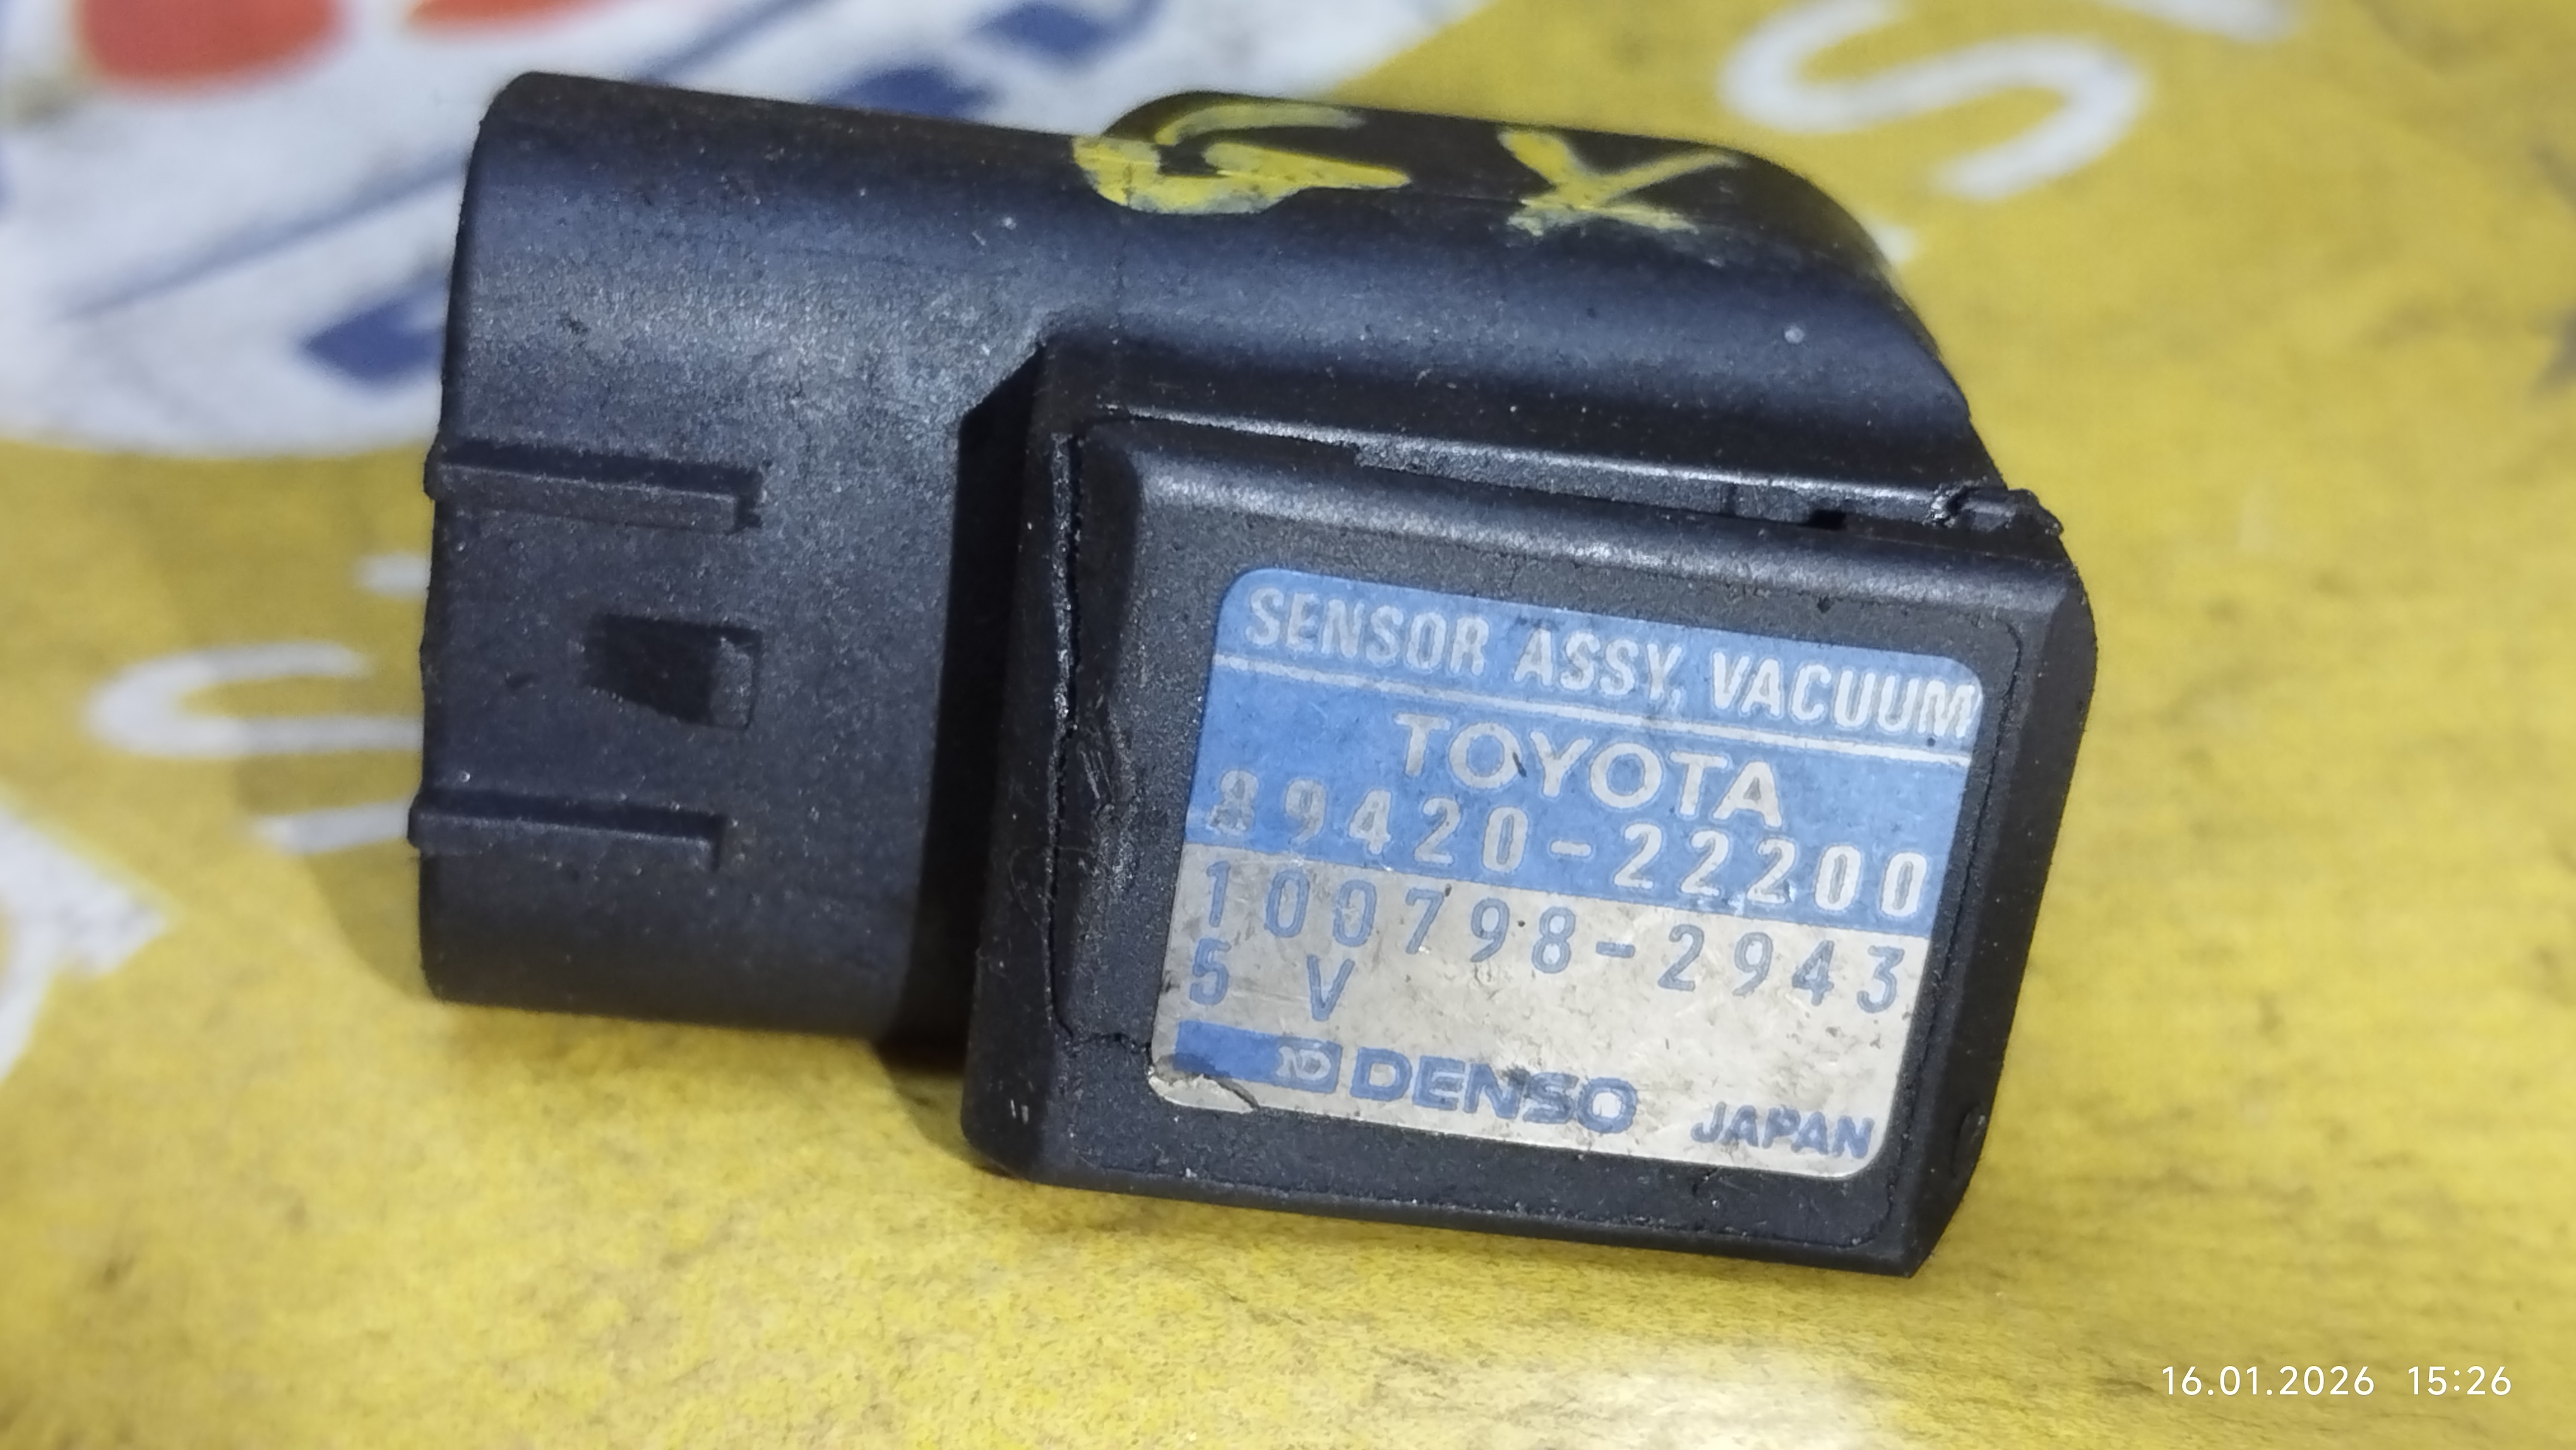 SENSOR ASSY, VACUUM
TOYOTA
89420-22200
100798-2943
5 V
DENSO JAPAN
16.01.2026 15:26